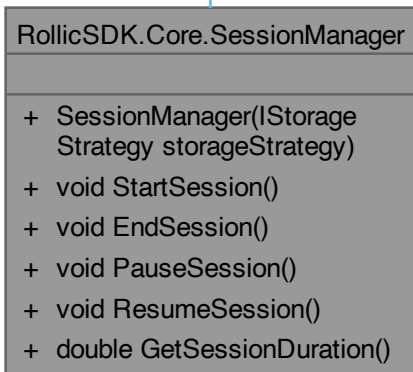 RollicSDK.Core.SessionManager
+ SessionManager(IStorage
Strategy storageStrategy)
+ void StartSession()
+ void EndSession()
+ void PauseSession()
+ void ResumeSession()
+ double GetSessionDuration()